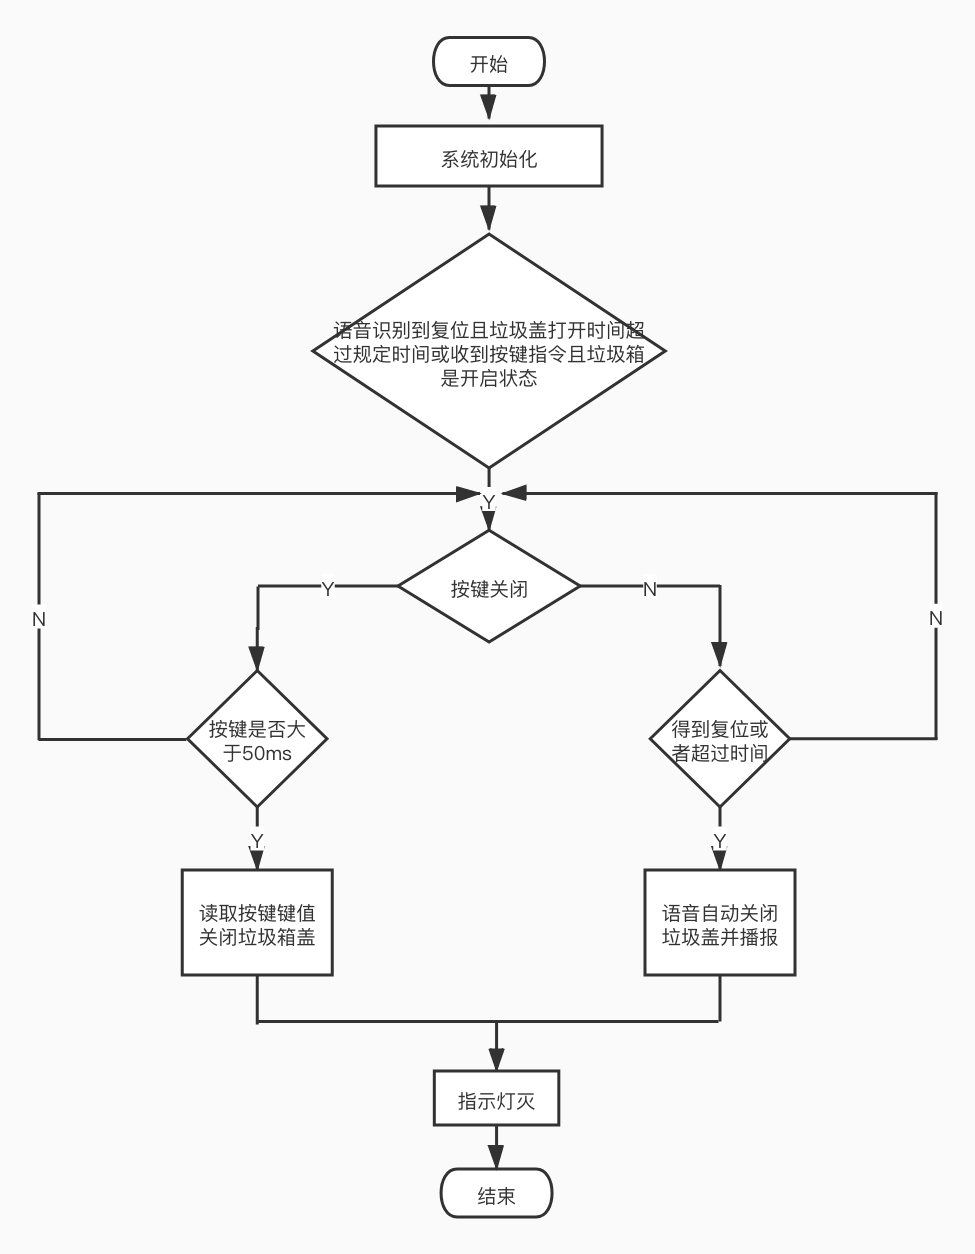 开始
系统初始化
语音识别到复位且垃圾盖打开时间超
过规定时间或收到按键指令且垃圾箱
是开启状态
Y
按键关闭
Y
N
N
N
按键是否大
于50ms
得到复位或
者超过时间
Y
Y
读取按键键值
关闭垃圾箱盖
语音自动关闭
垃圾盖并播报
指示灯灭
结束